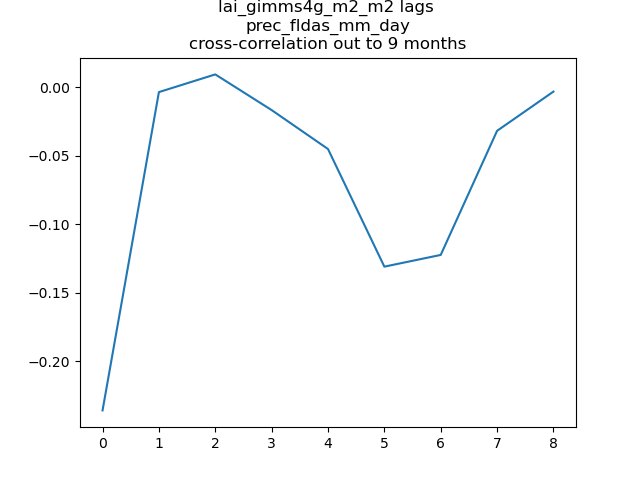 lai_gimms4g_m2_m2 lags
prec_fldas_mm_day
cross-correlation out to 9 months
0.00
−0.05
−0.10
−0.15
−0.20
0 1 2 3 4 5 6 7 8